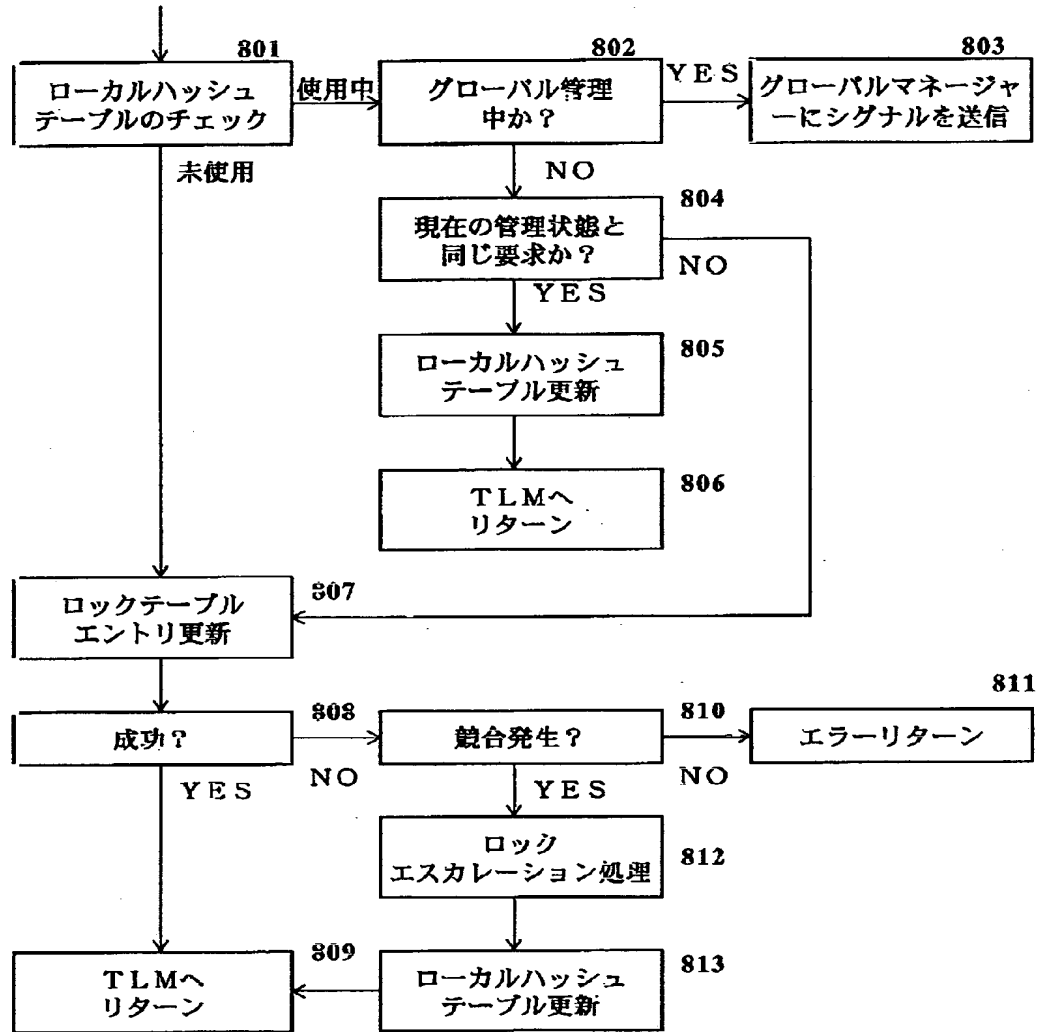 801
ローカルハッシュ
テーブルのチェック
使用中
未使用
802
グローバル管理
中か？
YES
NO
803
グローバルマネージャ
ーにシグナルを送信
804
現在の管理状態と
同じ要求か？
NO
YES
805
ローカルハッシュ
テーブル更新
806
TLMへ
リターン
807
ロックテーブル
エントリ更新
808
成功？
NO
YES
810
競合発生？
NO
YES
811
エラーリターン
812
ロック
エスカレーション処理
813
ローカルハッシュ
テーブル更新
809
TLMへ
リターン